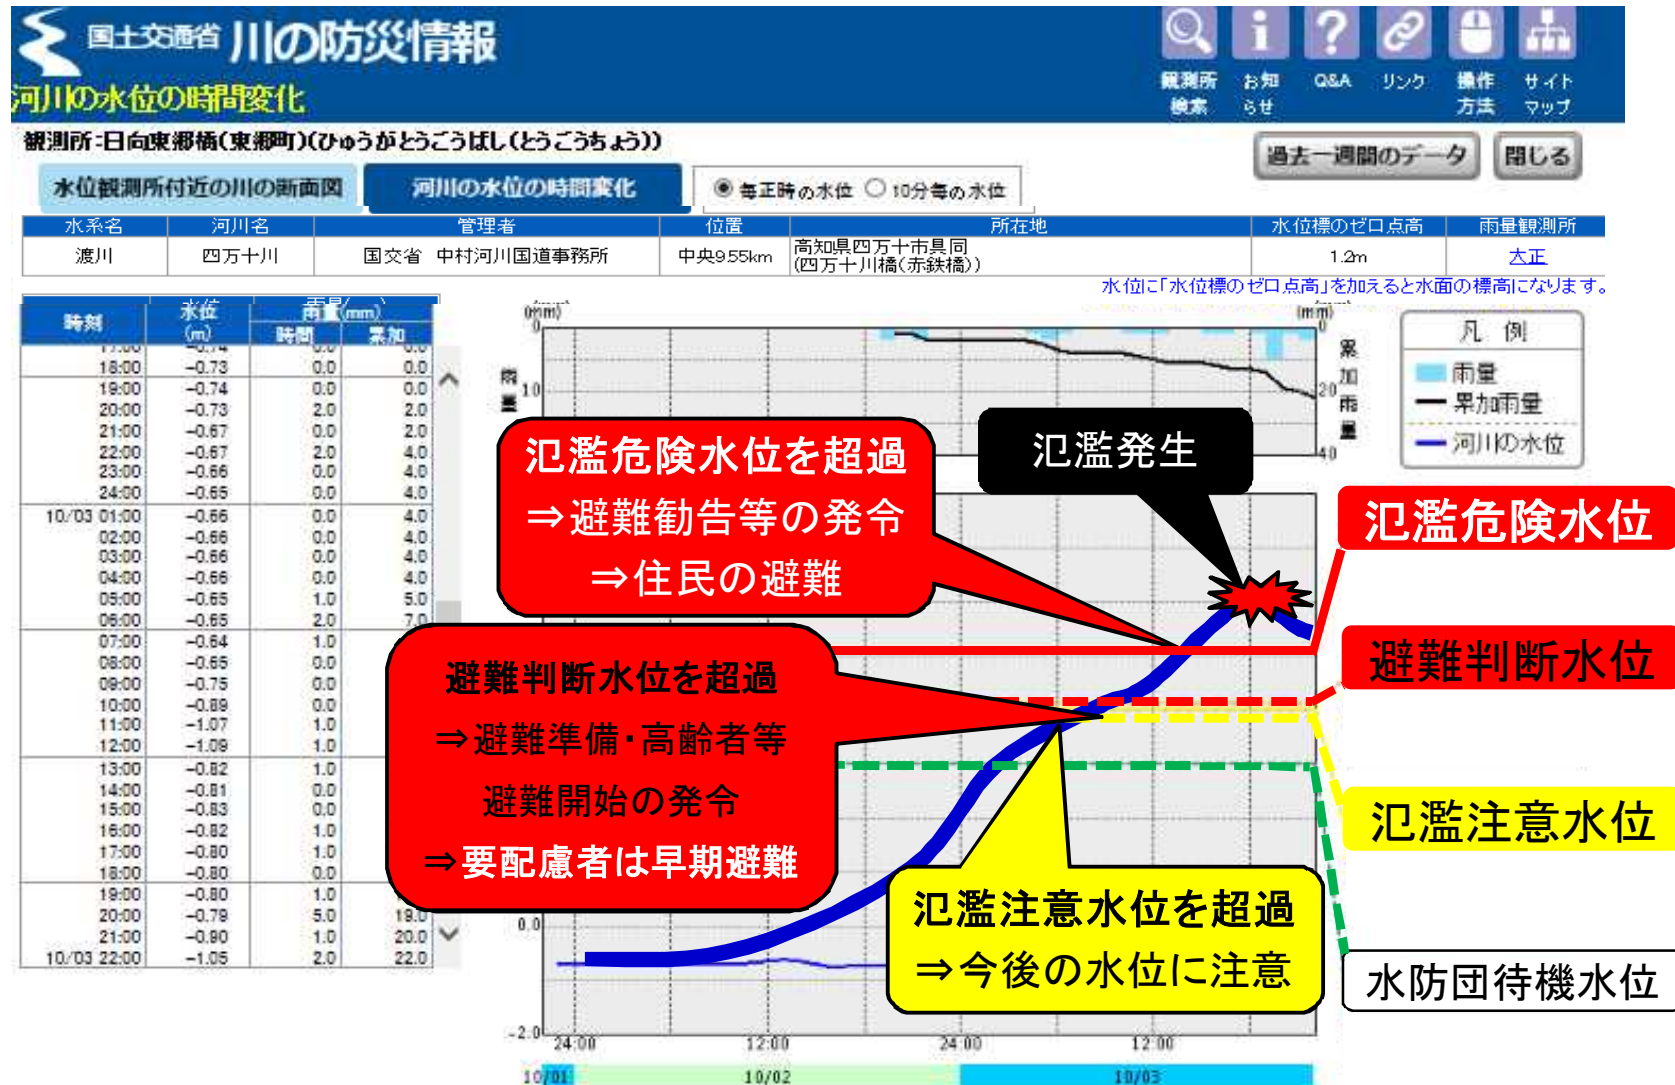 国土交通省 川の防災情報
観測所検索
お知らせ
Q&A
リンク
操作方法
サイトマップ
河川の水位の時間変化
観測所:日向東郷橋(東郷町)(ひゅうがとうごうばし(とうごうちょう))
過去一週間のデータ
閉じる
水位観測所付近の川の断面図
河川の水位の時間変化
毎正時の水位 10分毎の水位
水系名 河川名 管理者 位置 所在地 水位標のゼロ点高 雨量観測所
渡川 四万十川 国交省 中村河川国道事務所 中央9.55km 高知県四万十市具同 1.2m 大正
(四万十川橋(赤鉄橋))
水位に「水位標のゼロ点高」を加えると水面の標高になります。
時刻 水位(m) 雨量(mm)
時間 累加
17:00 -0.74 0.0 0.0
18:00 -0.73 0.0 0.0
19:00 -0.74 0.0 0.0
20:00 -0.73 2.0 2.0
21:00 -0.67 0.0 2.0
22:00 -0.67 2.0 4.0
23:00 -0.66 0.0 4.0
24:00 -0.65 0.0 4.0
10/03 01:00 -0.66 0.0 4.0
02:00 -0.66 0.0 4.0
03:00 -0.66 0.0 4.0
04:00 -0.66 0.0 4.0
05:00 -0.65 1.0 5.0
06:00 -0.65 2.0 7.0
07:00 -0.64 1.0
08:00 -0.65 0.0
09:00 -0.75 0.0
10:00 -0.89 0.0
11:00 -1.07 1.0
12:00 -1.09 1.0
13:00 -0.82 1.0
14:00 -0.81 0.0
15:00 -0.83 0.0
16:00 -0.82 1.0
17:00 -0.80 1.0
18:00 -0.80 0.0
19:00 -0.80 1.0
20:00 -0.79 5.0 19.0
21:00 -0.90 1.0 20.0
10/03 22:00 -1.05 2.0 22.0
(mm)
0
雨量
10
(mm)
0
累加雨量
20
40
凡 例
雨量
累加雨量
河川の水位
氾濫危険水位を超過
⇒避難勧告等の発令
⇒住民の避難
氾濫発生
避難判断水位を超過
⇒避難準備・高齢者等
避難開始の発令
⇒要配慮者は早期避難
氾濫注意水位を超過
⇒今後の水位に注意
氾濫危険水位
避難判断水位
氾濫注意水位
水防団待機水位
0.0
-2.0
24:00 12:00 24:00 12:00
10/01 10/02 10/03